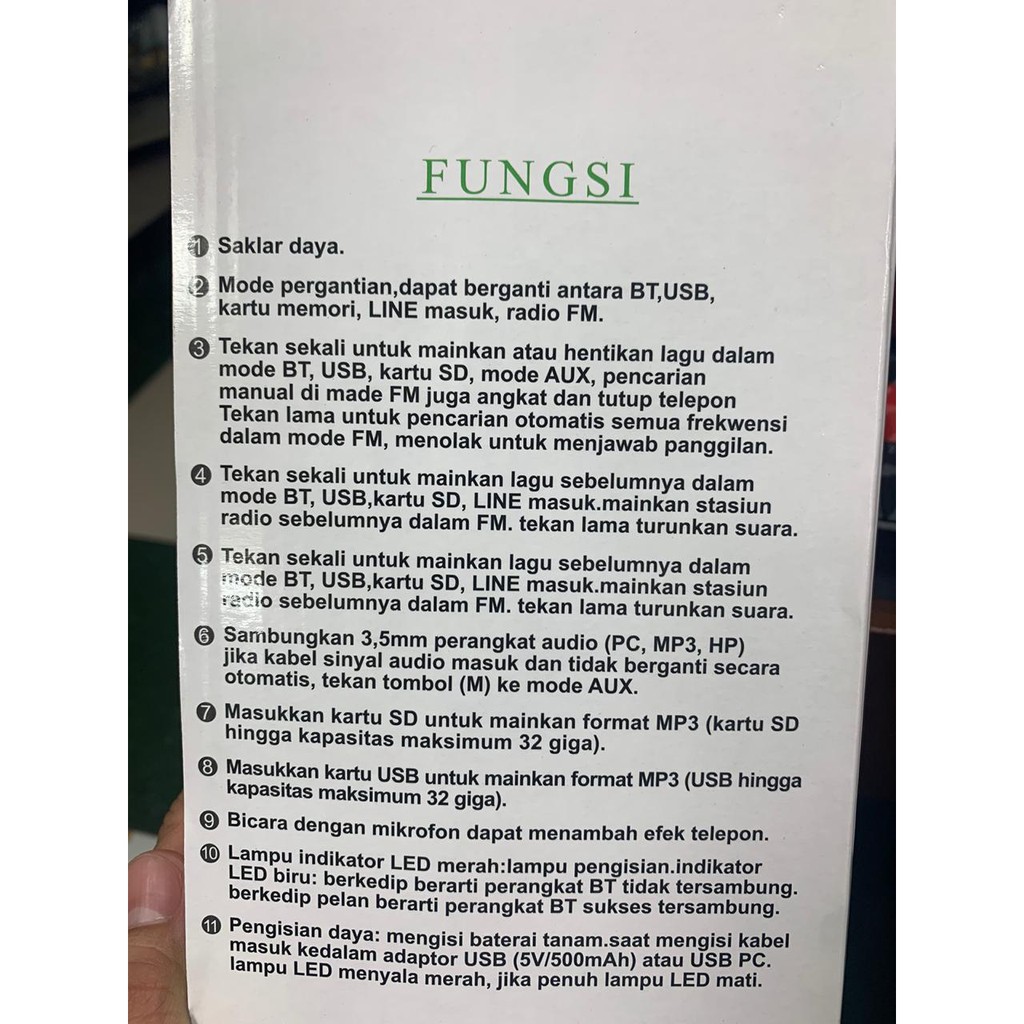 FUNGSI
1 Saklar daya.
2 Mode pergantian,dapat berganti antara BT,USB,
kartu memori, LINE masuk, radio FM.
3 Tekan sekali untuk mainkan atau hentikan lagu dalam
mode BT, USB, kartu SD, mode AUX, pencarian
manual di made FM juga angkat dan tutup telepon
Tekan lama untuk pencarian otomatis semua frekwensi
dalam mode FM, menolak untuk menjawab panggilan.
4 Tekan sekali untuk mainkan lagu sebelumnya dalam
mode BT, USB,kartu SD, LINE masuk.mainkan stasiun
radio sebelumnya dalam FM. tekan lama turunkan suara.
5 Tekan sekali untuk mainkan lagu sebelumnya dalam
mode BT, USB,kartu SD, LINE masuk.mainkan stasiun
radio sebelumnya dalam FM. tekan lama turunkan suara.
6 Sambungkan 3,5mm perangkat audio (PC, MP3, HP)
jika kabel sinyal audio masuk dan tidak berganti secara
otomatis, tekan tombol (M) ke mode AUX.
7 Masukkan kartu SD untuk mainkan format MP3 (kartu SD
hingga kapasitas maksimum 32 giga).
8 Masukkan kartu USB untuk mainkan format MP3 (USB hingga
kapasitas maksimum 32 giga).
9 Bicara dengan mikrofon dapat menambah efek telepon.
10 Lampu indikator LED merah:lampu pengisian.indikator
LED biru: berkedip berarti perangkat BT tidak tersambung.
berkedip pelan berarti perangkat BT sukses tersambung.
11 Pengisian daya: mengisi baterai tanam.saat mengisi kabel
masuk kedalam adaptor USB (5V/500mAh) atau USB PC.
lampu LED menyala merah, jika penuh lampu LED mati.